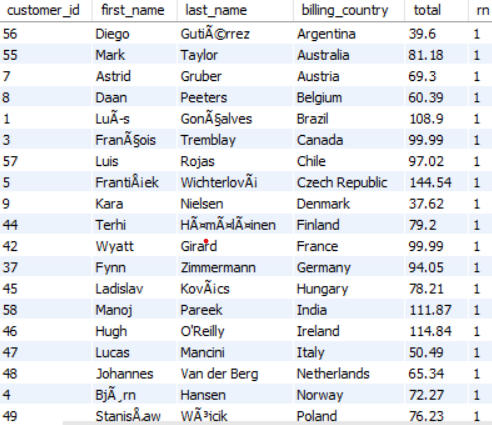 customer_id first_name last_name billing_country total rn
56 Diego GutiÃ©rrez Argentina 39.6 1
55 Mark Taylor Australia 81.18 1
7 Astrid Gruber Austria 69.3 1
8 Daan Peeters Belgium 60.39 1
1 LuÃ-s GonÃ§alves Brazil 108.9 1
3 FranÃ§ois Tremblay Canada 99.99 1
57 Luis Rojas Chile 97.02 1
5 FrantiÅiek WichterlovÃi Czech Republic 144.54 1
9 Kara Nielsen Denmark 37.62 1
44 Terhi HÃ¤mÃ¤lÃ¤inen Finland 79.2 1
42 Wyatt Girard France 99.99 1
37 Fynn Zimmermann Germany 94.05 1
45 Ladislav KovÃics Hungary 78.21 1
58 Manoj Pareek India 111.87 1
46 Hugh O'Reilly Ireland 114.84 1
47 Lucas Mancini Italy 50.49 1
48 Johannes Van der Berg Netherlands 65.34 1
4 BjÃ¸rn Hansen Norway 72.27 1
49 StanisÅ‚aw WÃ³icik Poland 76.23 1